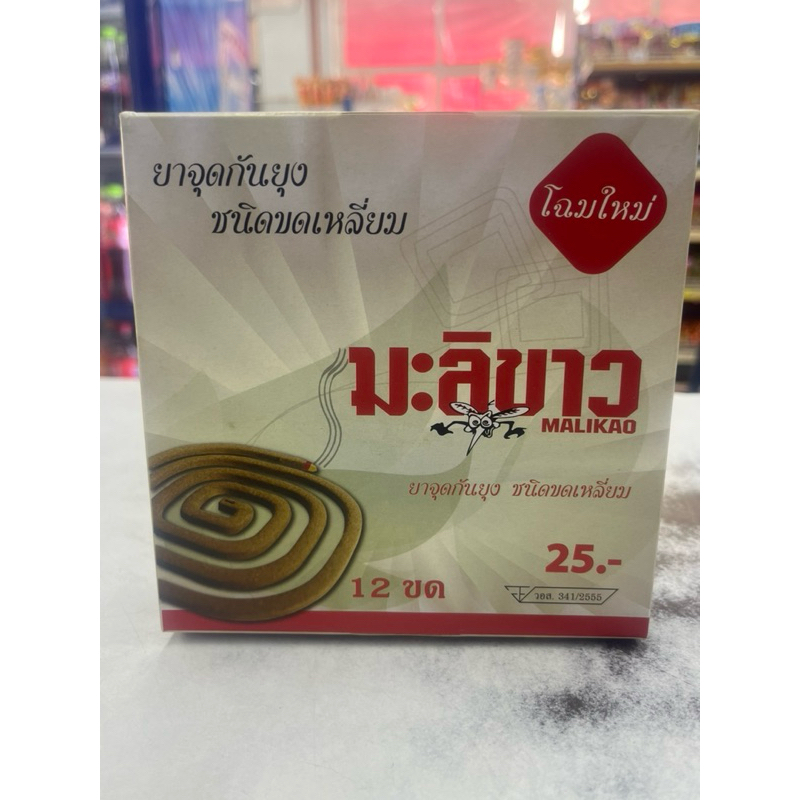 ยาจุดกันยุง
ชนิดขดเหลี่ยม
โฉมใหม่
มะลิขาว
MALIKAO
ยาจุดกันยุง ชนิดขดเหลี่ยม
25.-
12 ขด
วอส. 341/2555